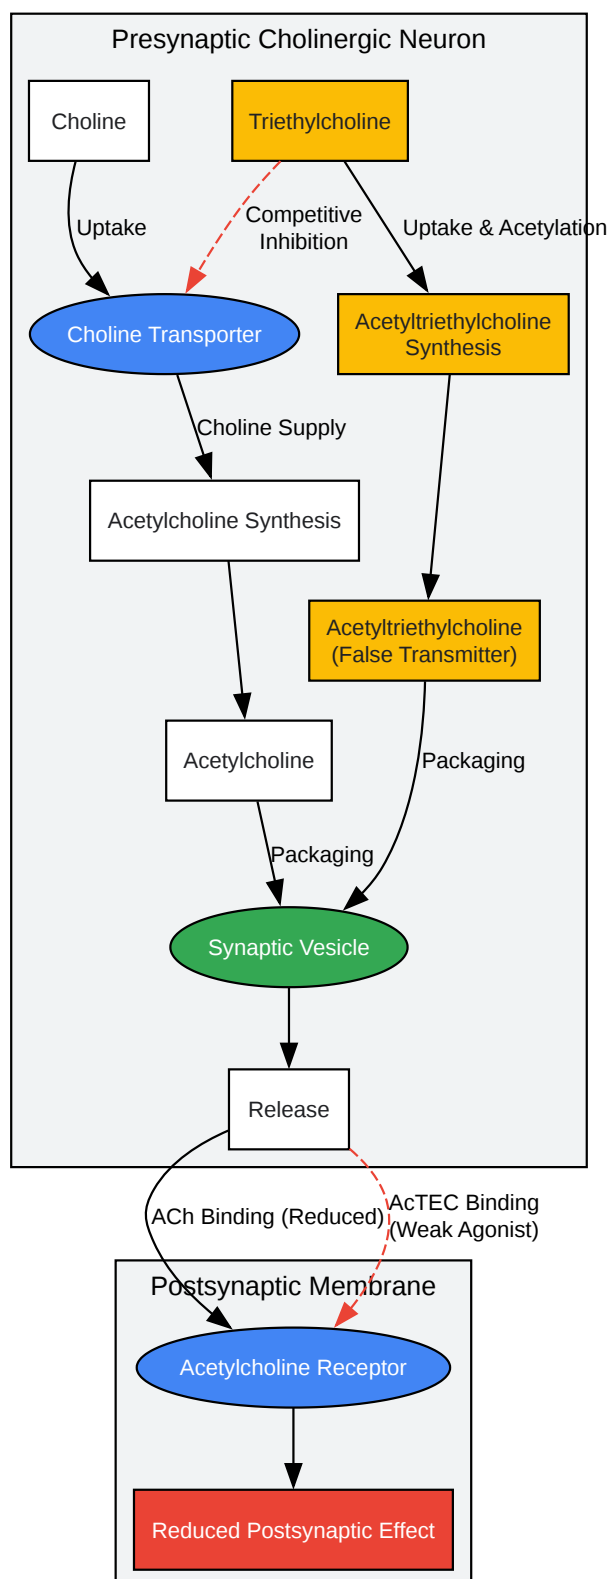 Presynaptic Cholinergic Neuron
Choline
Triethylcholine
Uptake
Competitive
Inhibition
Uptake & Acetylation
Choline Transporter
Acetyltriethylcholine
Synthesis
Choline Supply
Acetylcholine Synthesis
Acetyltriethylcholine
(False Transmitter)
Acetylcholine
Packaging
Packaging
Synaptic Vesicle
Release
ACh Binding (Reduced)
AcTEC Binding
(Weak Agonist)
Postsynaptic Membrane
Acetylcholine Receptor
Reduced Postsynaptic Effect